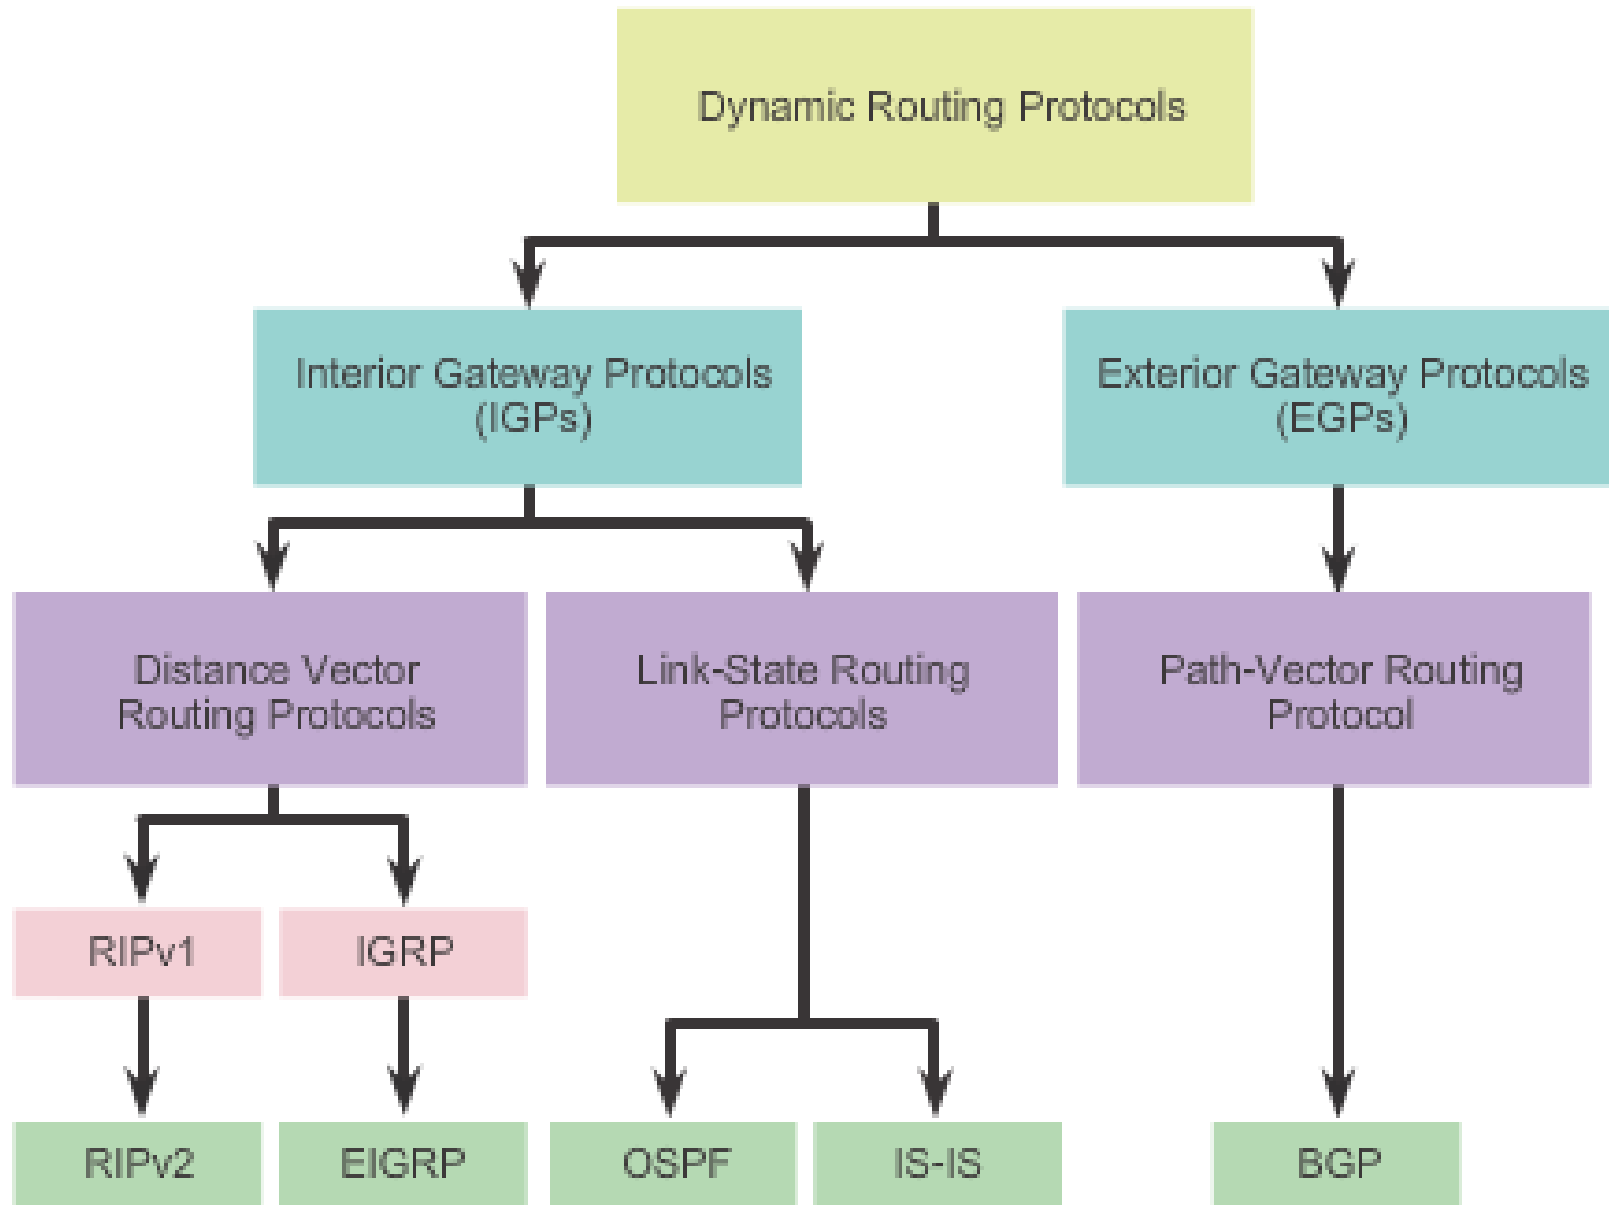 Dynamic Routing Protocols
Interior Gateway Protocols
(IGPs)
Exterior Gateway Protocols
(EGPs)
Distance Vector
Routing Protocols
Link-State Routing
Protocols
Path-Vector Routing
Protocol
RIPv1
IGRP
RIPv2
EIGRP
OSPF
IS-IS
BGP